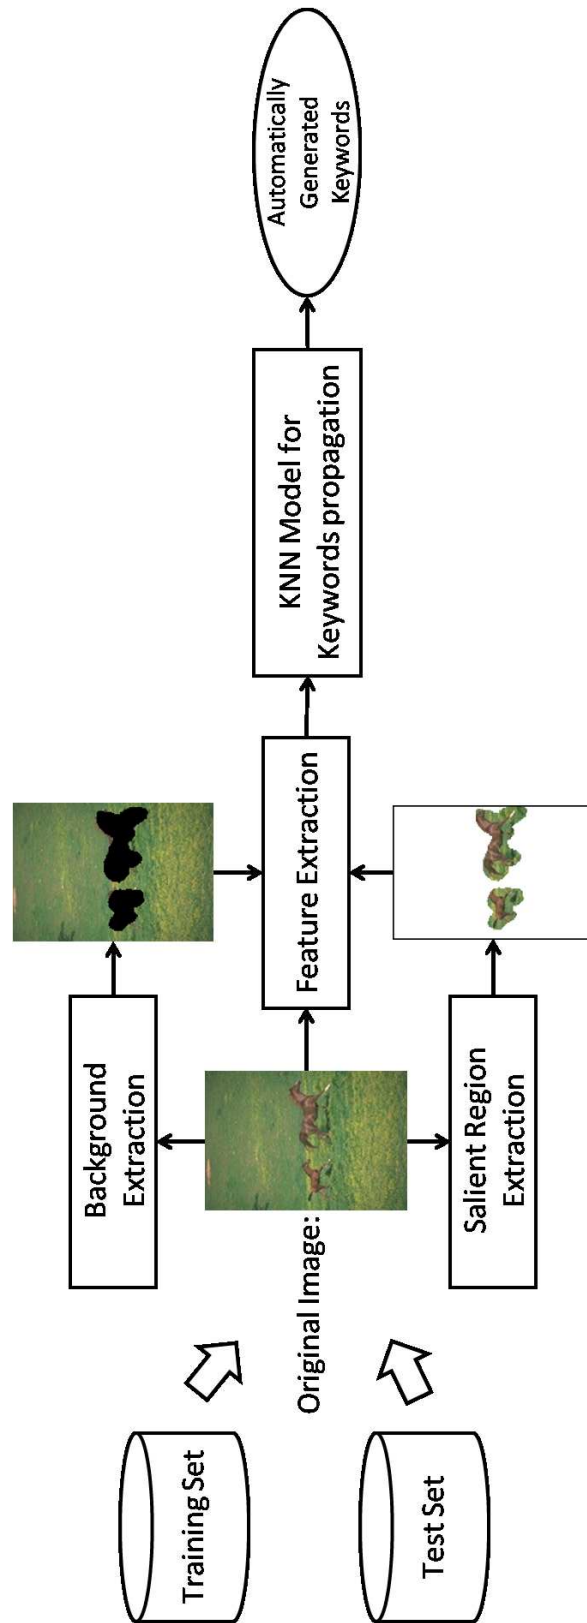 Training Set
Test Set
Original Image:
Background
Extraction
Salient Region
Extraction
Feature Extraction
KNN Model for
Keywords propagation
Automatically
Generated
Keywords